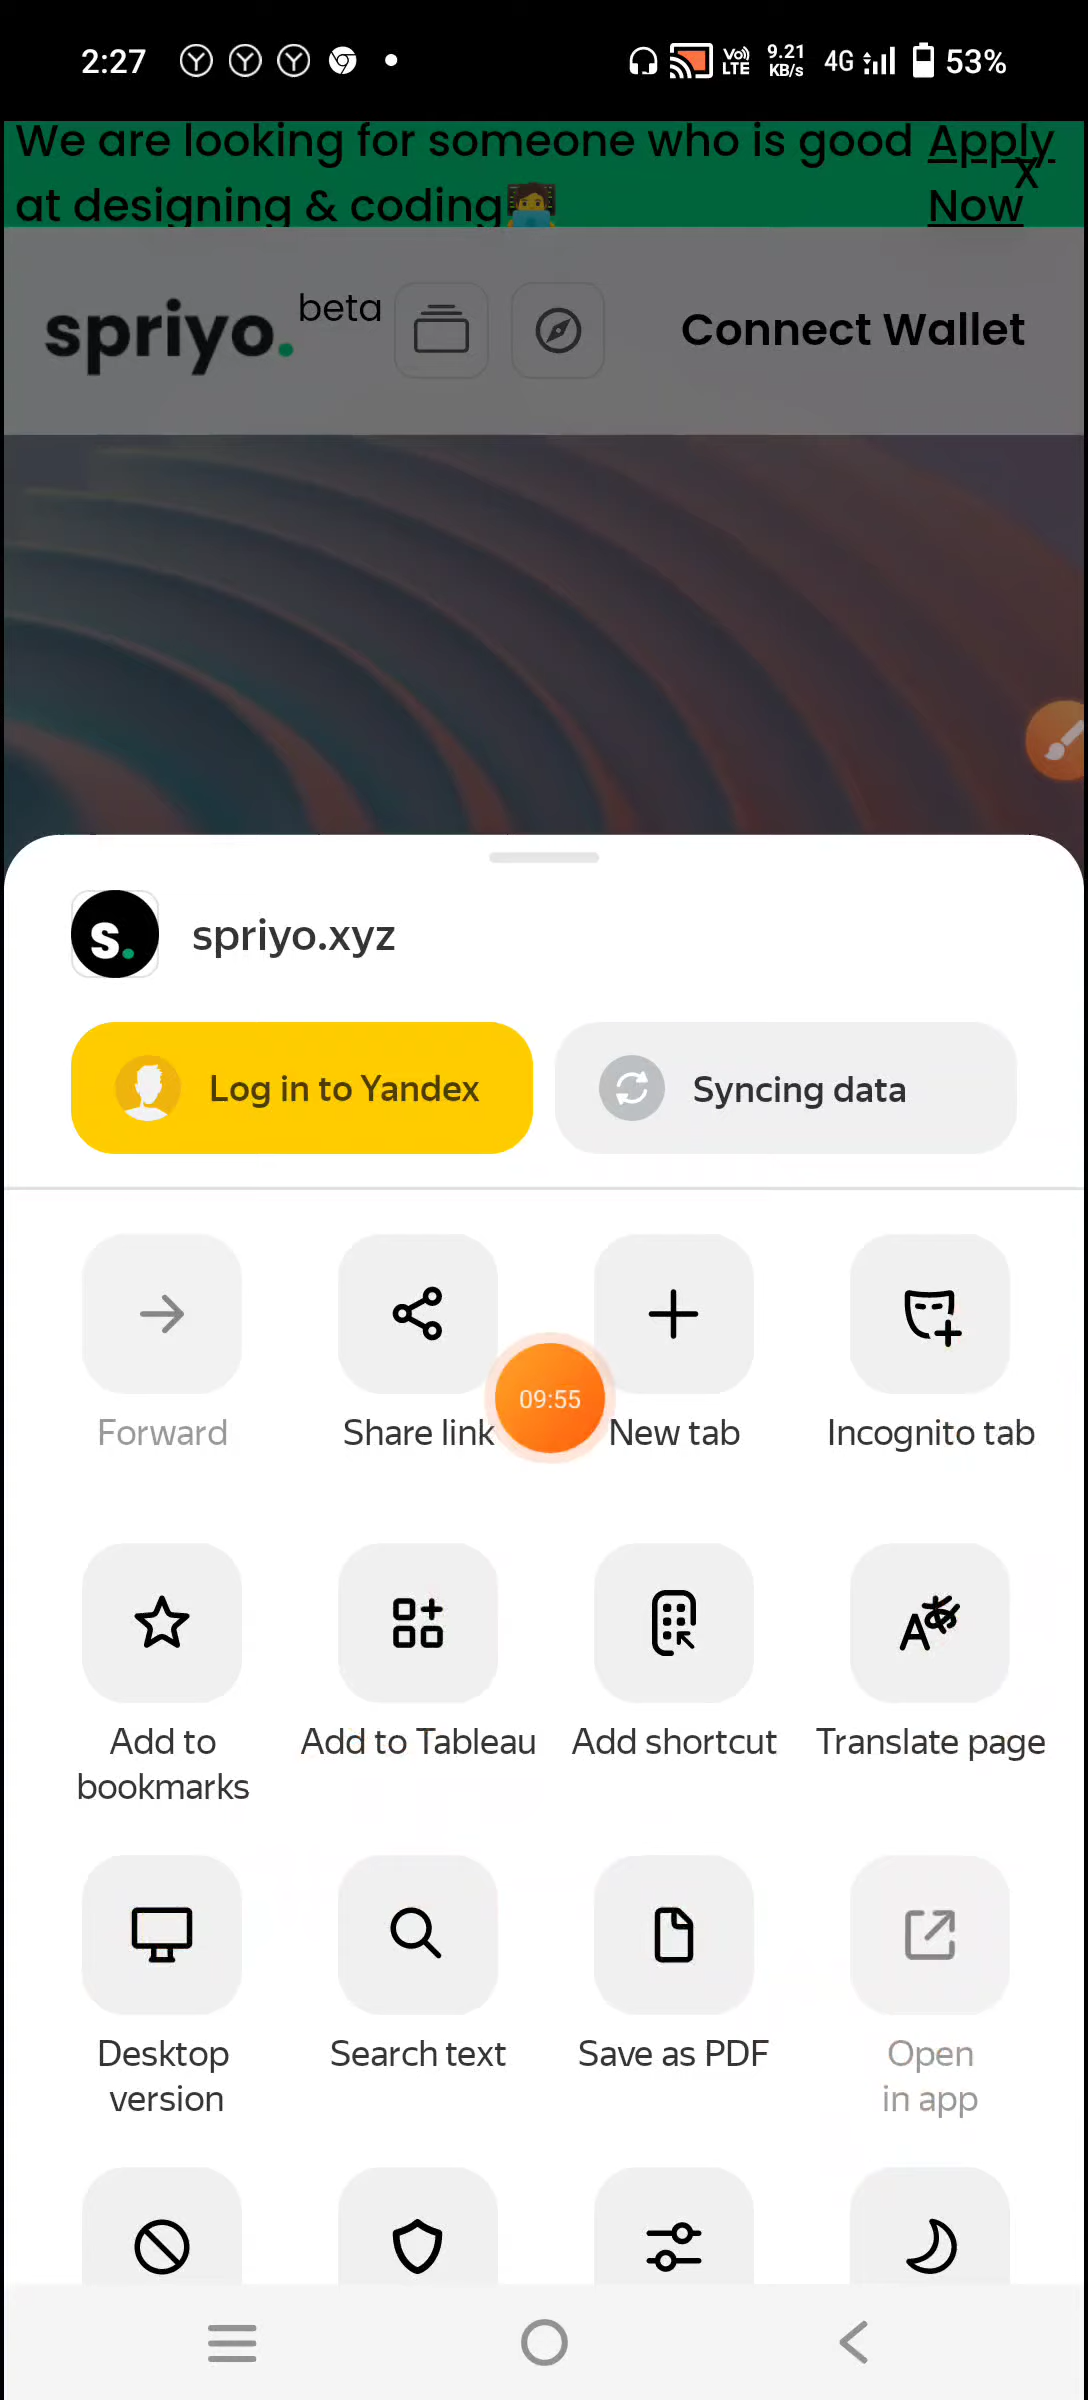 2:27
Vo)) LTE
9.21 KB/s
4G
53%
We are looking for someone who is good Apply
at designing & coding Now
X
spriyo. beta
Connect Wallet
s. spriyo.xyz
Log in to Yandex
Syncing data
09:55
Forward
Share link
New tab
Incognito tab
Add to
bookmarks
Add to Tableau
Add shortcut
Translate page
Desktop
version
Search text
Save as PDF
Open
in app